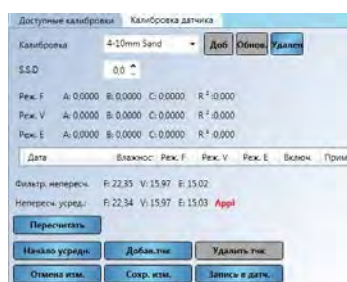 Доступные калибровки Калибровка датчика
Калибровка 4-10mm Sand Доб Обнов. Удален
S.S.D 0,0
Реж. F A: 0,0000 B: 0,0000 C: 0,0000 R²:0,000
Реж. V A: 0,0000 B: 0,0000 C: 0,0000 R²:0,000
Реж. E A: 0,0000 B: 0,0000 C: 0,0000 R²:0,000
Дата Влажнос Реж. F Реж. V Реж. E Включ. Прим
Фильтр. непересч. F: 22,35 V: 15,97 E: 15,02
Непересч. усред.: F: 22,34 V: 15,97 E: 15,03 Appl
Пересчитать
Начало усредн. Добав.тчк Удалить тчк
Отмена изм. Сохр. изм. Запись в датч.